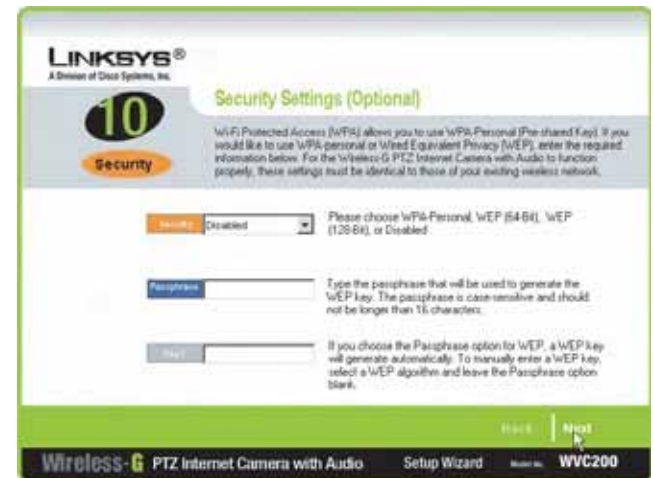 LINKSYS®
A Division of Cisco Systems, Inc.
10
Security
Security Settings (Optional)
Wi-Fi Protected Access (WPA) allows you to use WPA-Personal (Pre-shared Key). If you
would like to use WPA-personal or Wired Equivalent Privacy (WEP), enter the required
information below. For the Wireless-G PTZ Internet Camera with Audio to function
properly, these settings must be identical to those of your existing wireless network.
Security
Disabled
Please choose WPA-Personal, WEP (64-Bit), WEP
(128-Bit), or Disabled
Passphrase
Type the passphrase that will be used to generate the
WEP key. The passphrase is case-sensitive and should
not be longer than 16 characters.
If you choose the Passphrase option for WEP, a WEP key
will generate automatically. To manually enter a WEP key,
select a WEP algorithm and leave the Passphrase option
blank.
Back
Next
Wireless-G PTZ Internet Camera with Audio
Setup Wizard
Model No.
WVC200